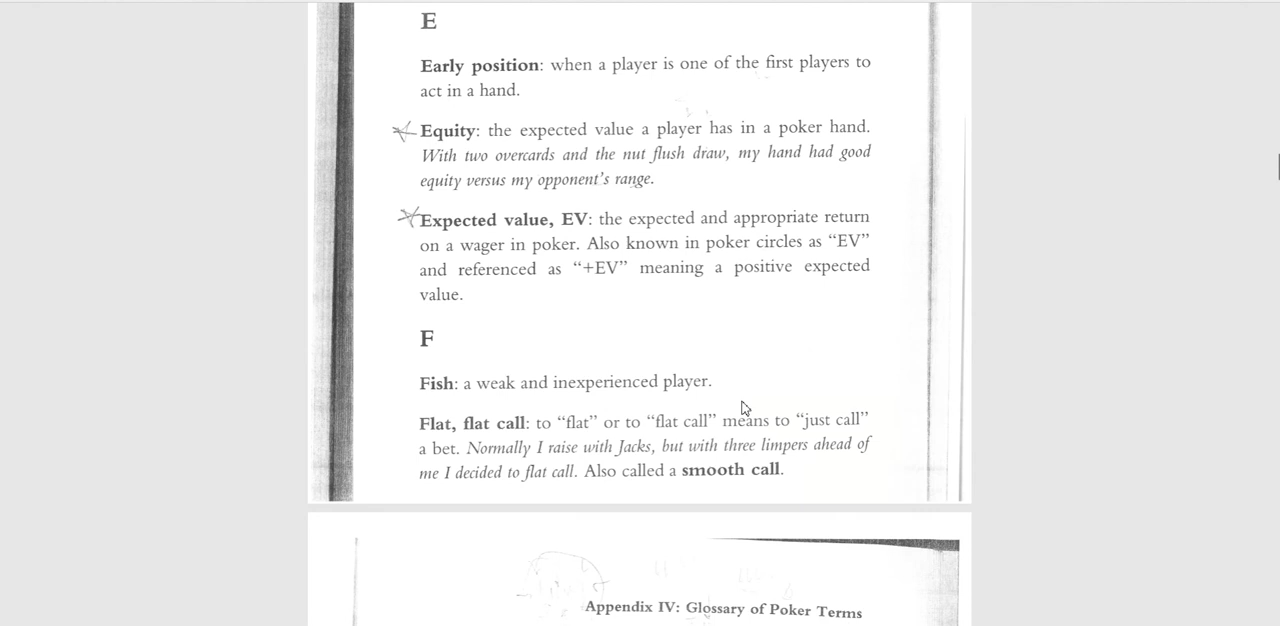 E
Early position: when a player is one of the first players to
act in a hand.
Equity: the expected value a player has in a poker hand.
With two overcards and the nut flush draw, my hand had good
equity versus my opponent's range.
Expected value, EV: the expected and appropriate return
on a wager in poker. Also known in poker circles as “EV”
and referenced as “+EV” meaning a positive expected
value.
F
Fish: a weak and inexperienced player.
Flat, flat call: to “flat” or to “flat call” means to “just call”
a bet. Normally I raise with Jacks, but with three limpers ahead of
me I decided to flat call. Also called a smooth call.
Appendix IV: Glossary of Poker Terms